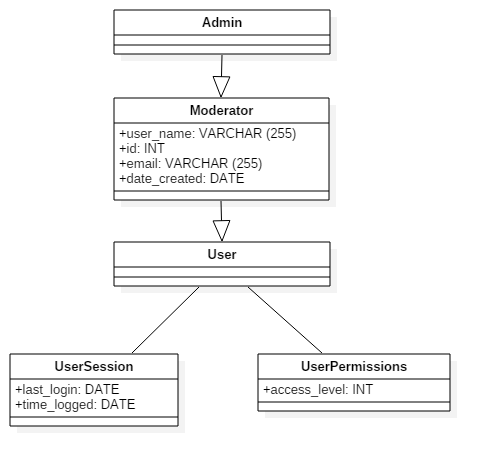 Admin
Moderator
+user_name: VARCHAR (255)
+id: INT
+email: VARCHAR (255)
+date_created: DATE
User
UserSession
+last_login: DATE
+time_logged: DATE
UserPermissions
+access_level: INT